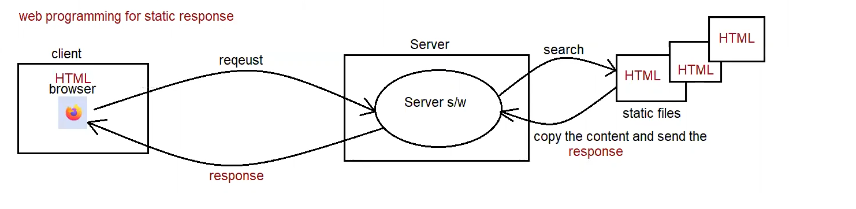 web programming for static response
client
HTML
browser
reqeust
response
Server
Server s/w
search
HTML
HTML
HTML
static files
copy the content and send the
response